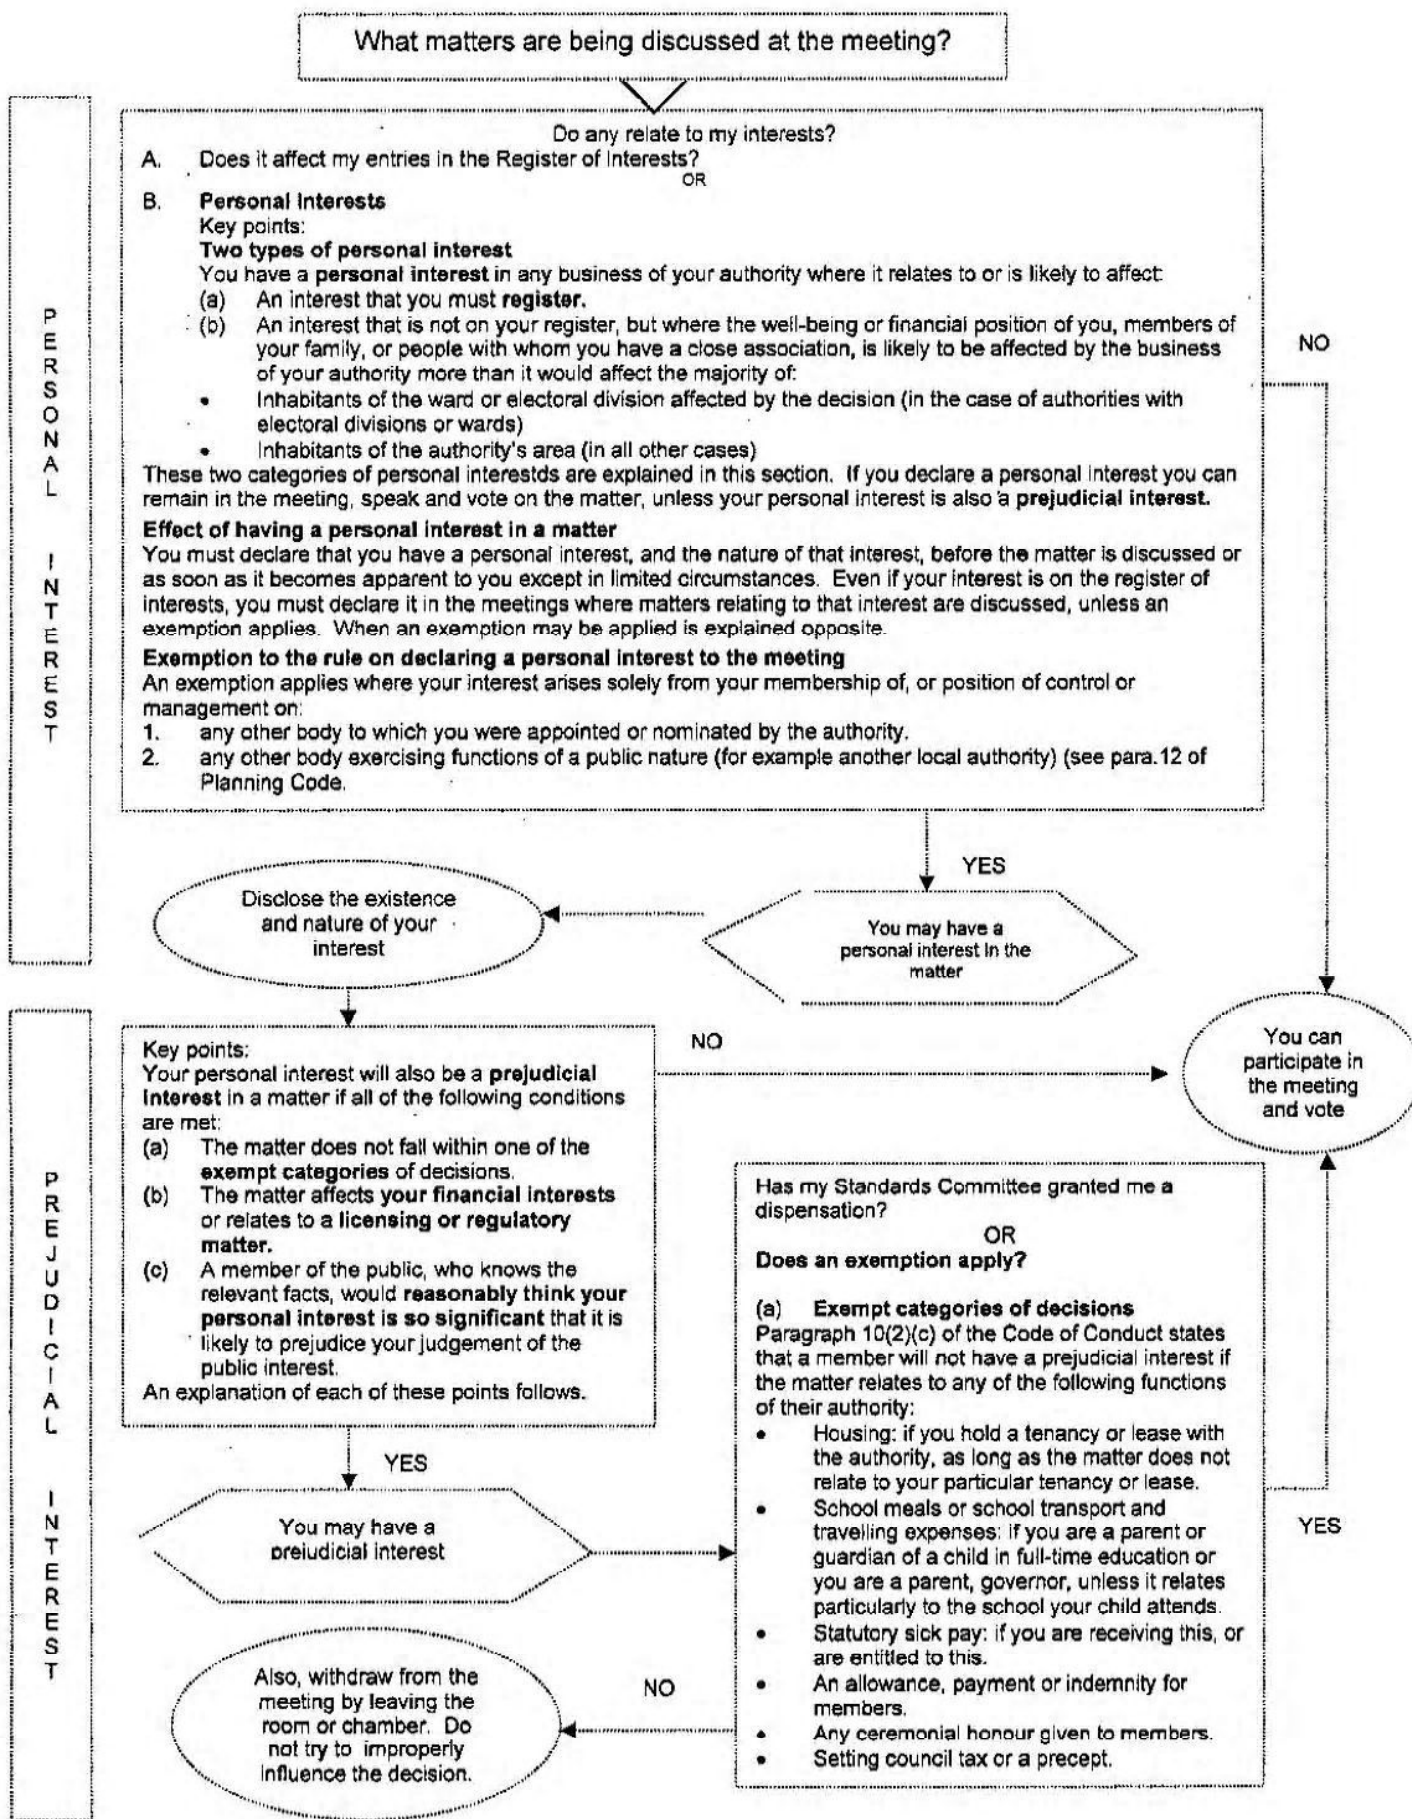 What matters are being discussed at the meeting?
PERSONAL INTEREST
Do any relate to my interests?
A. Does it affect my entries in the Register of Interests?
OR
B. Personal Interests
Key points:
Two types of personal interest
You have a personal interest in any business of your authority where it relates to or is likely to affect:
(a) An interest that you must register.
(b) An interest that is not on your register, but where the well-being or financial position of you, members of
your family, or people with whom you have a close association, is likely to be affected by the business
of your authority more than it would affect the majority of:
• Inhabitants of the ward or electoral division affected by the decision (in the case of authorities with
electoral divisions or wards)
• Inhabitants of the authority's area (in all other cases)
These two categories of personal interestds are explained in this section. If you declare a personal interest you can
remain in the meeting, speak and vote on the matter, unless your personal interest is also a prejudicial interest.
Effect of having a personal interest in a matter
You must declare that you have a personal interest, and the nature of that interest, before the matter is discussed or
as soon as it becomes apparent to you except in limited circumstances. Even if your interest is on the register of
interests, you must declare it in the meetings where matters relating to that interest are discussed, unless an
exemption applies. When an exemption may be applied is explained opposite.
Exemption to the rule on declaring a personal interest to the meeting
An exemption applies where your interest arises solely from your membership of, or position of control or
management on:
1. any other body to which you were appointed or nominated by the authority.
2. any other body exercising functions of a public nature (for example another local authority) (see para.12 of
Planning Code.
NO
YES
Disclose the existence
and nature of your
interest
You may have a
personal interest in the
matter
You can
participate in
the meeting
and vote
PREJUDICIAL INTEREST
Key points:
Your personal interest will also be a prejudicial
interest in a matter if all of the following conditions
are met:
(a) The matter does not fall within one of the
exempt categories of decisions.
(b) The matter affects your financial interests
or relates to a licensing or regulatory
matter.
(c) A member of the public, who knows the
relevant facts, would reasonably think your
personal interest is so significant that it is
likely to prejudice your judgement of the
public interest.
An explanation of each of these points follows.
NO
YES
You may have a
prejudicial interest
Has my Standards Committee granted me a
dispensation?
OR
Does an exemption apply?
(a) Exempt categories of decisions
Paragraph 10(2)(c) of the Code of Conduct states
that a member will not have a prejudicial interest if
the matter relates to any of the following functions
of their authority:
• Housing: if you hold a tenancy or lease with
the authority, as long as the matter does not
relate to your particular tenancy or lease.
• School meals or school transport and
travelling expenses: if you are a parent or
guardian of a child in full-time education or
you are a parent, governor, unless it relates
particularly to the school your child attends.
• Statutory sick pay: if you are receiving this, or
are entitled to this.
• An allowance, payment or indemnity for
members.
• Any ceremonial honour given to members.
• Setting council tax or a precept.
YES
NO
Also, withdraw from the
meeting by leaving the
room or chamber. Do
not try to improperly
influence the decision.